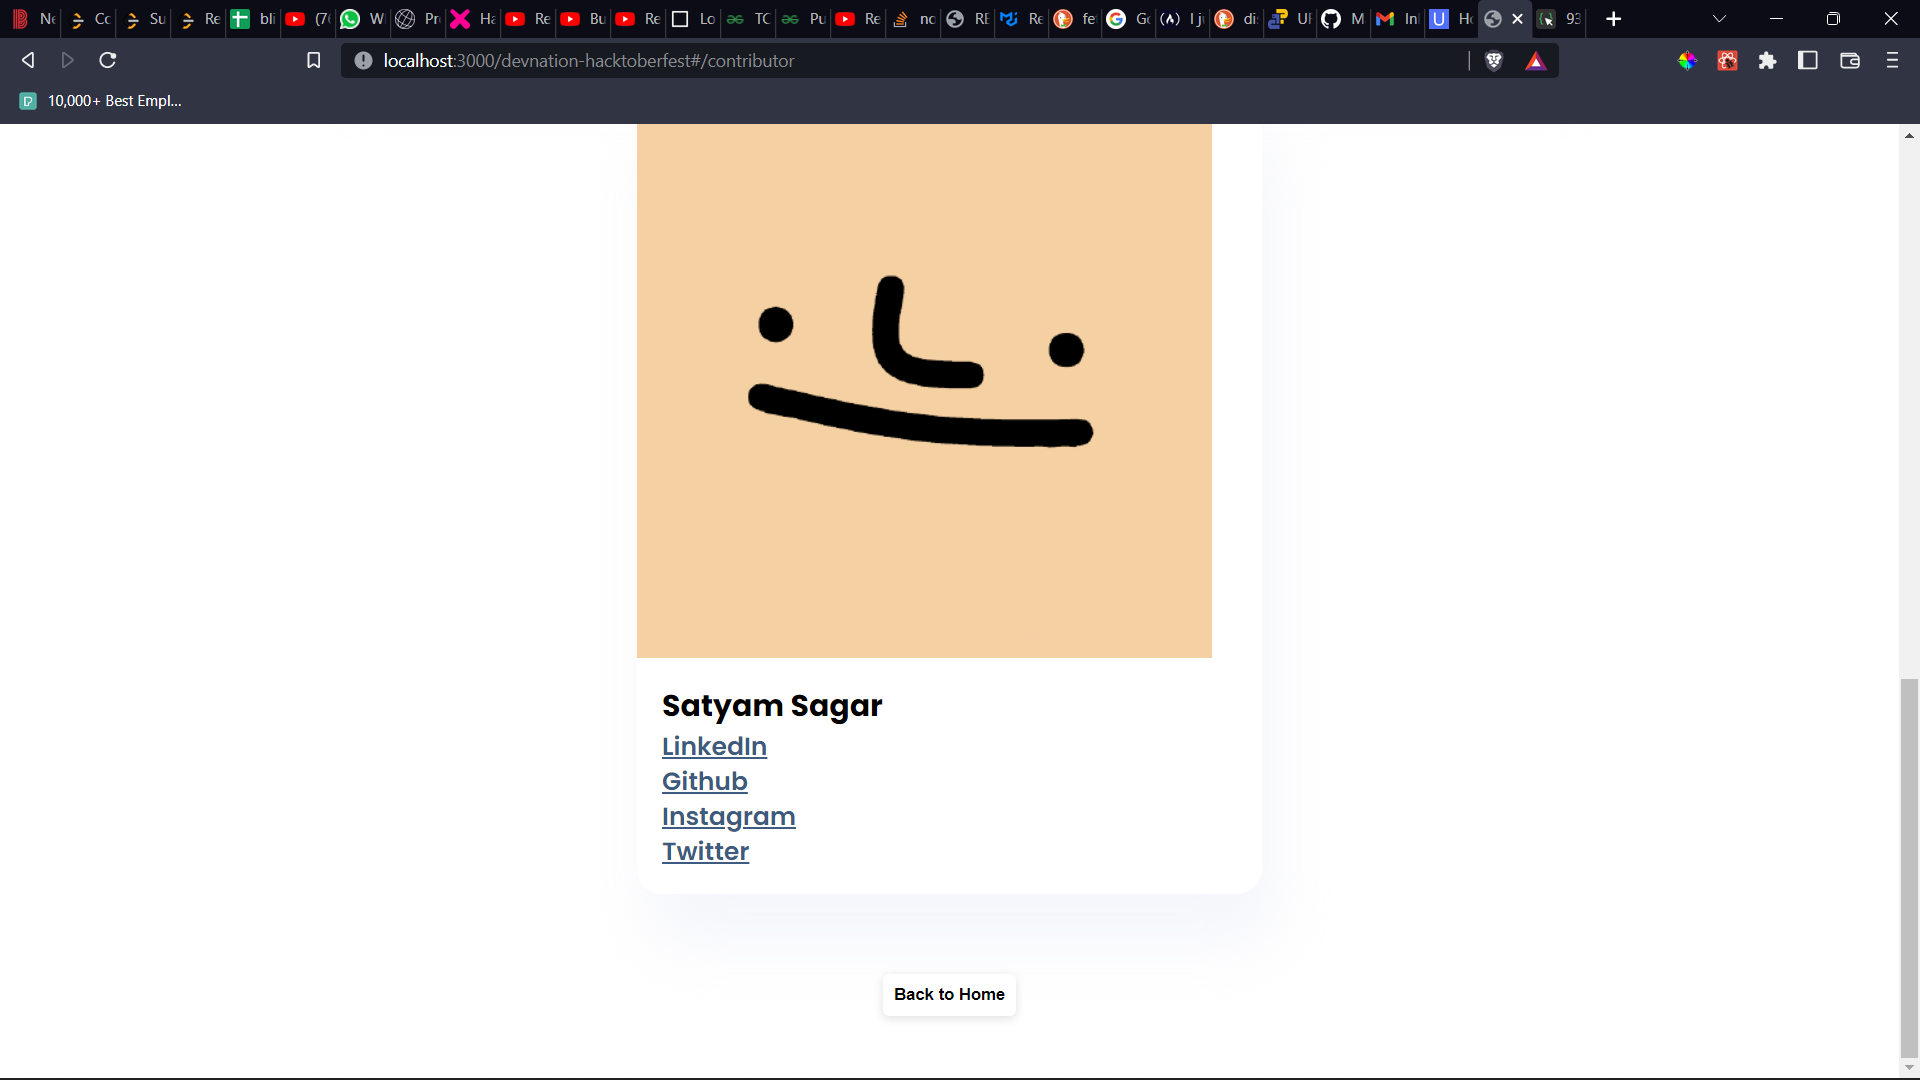 Ne Cc Su Re bli (7( W Pr Ha Re Bu Re Lo TC Pu Re nc RE Re fe Gc I j di UI M In Hc 93
localhost:3000/devnation-hacktoberfest#/contributor
10,000+ Best Empl...
Satyam Sagar
LinkedIn
Github
Instagram
Twitter
Back to Home